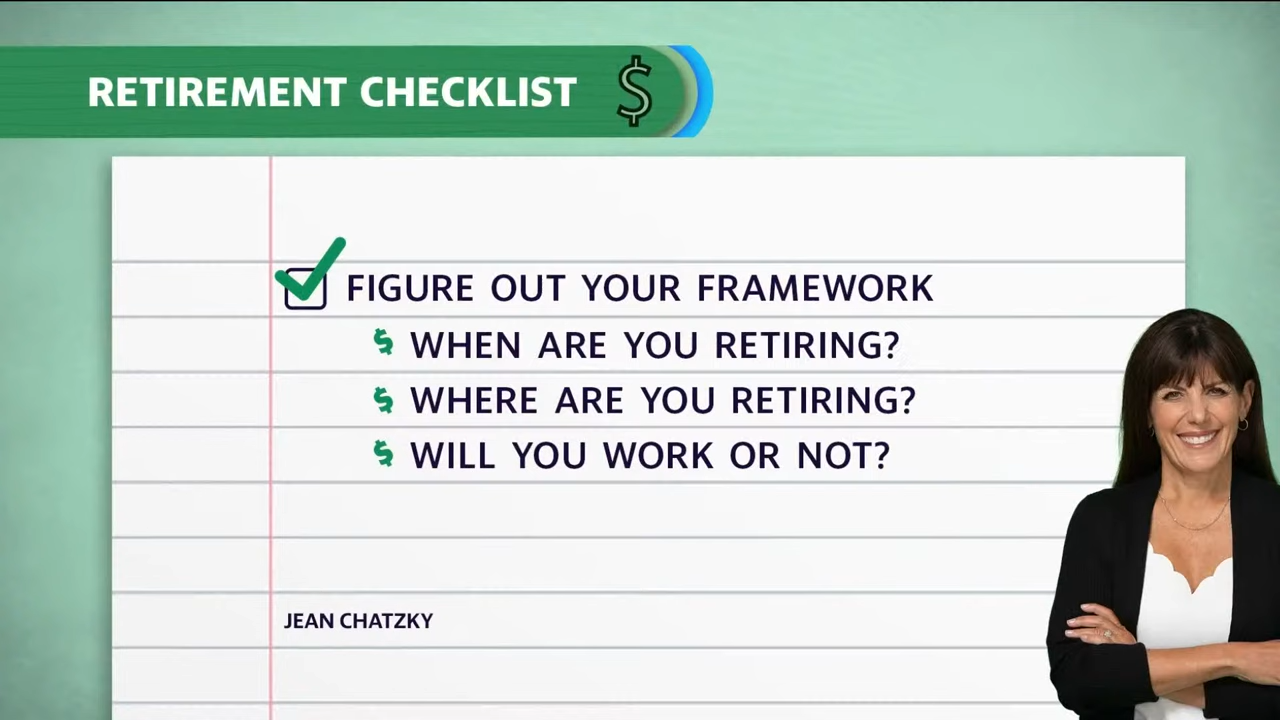 RETIREMENT CHECKLIST $
FIGURE OUT YOUR FRAMEWORK
$ WHEN ARE YOU RETIRING?
$ WHERE ARE YOU RETIRING?
$ WILL YOU WORK OR NOT?
JEAN CHATZKY